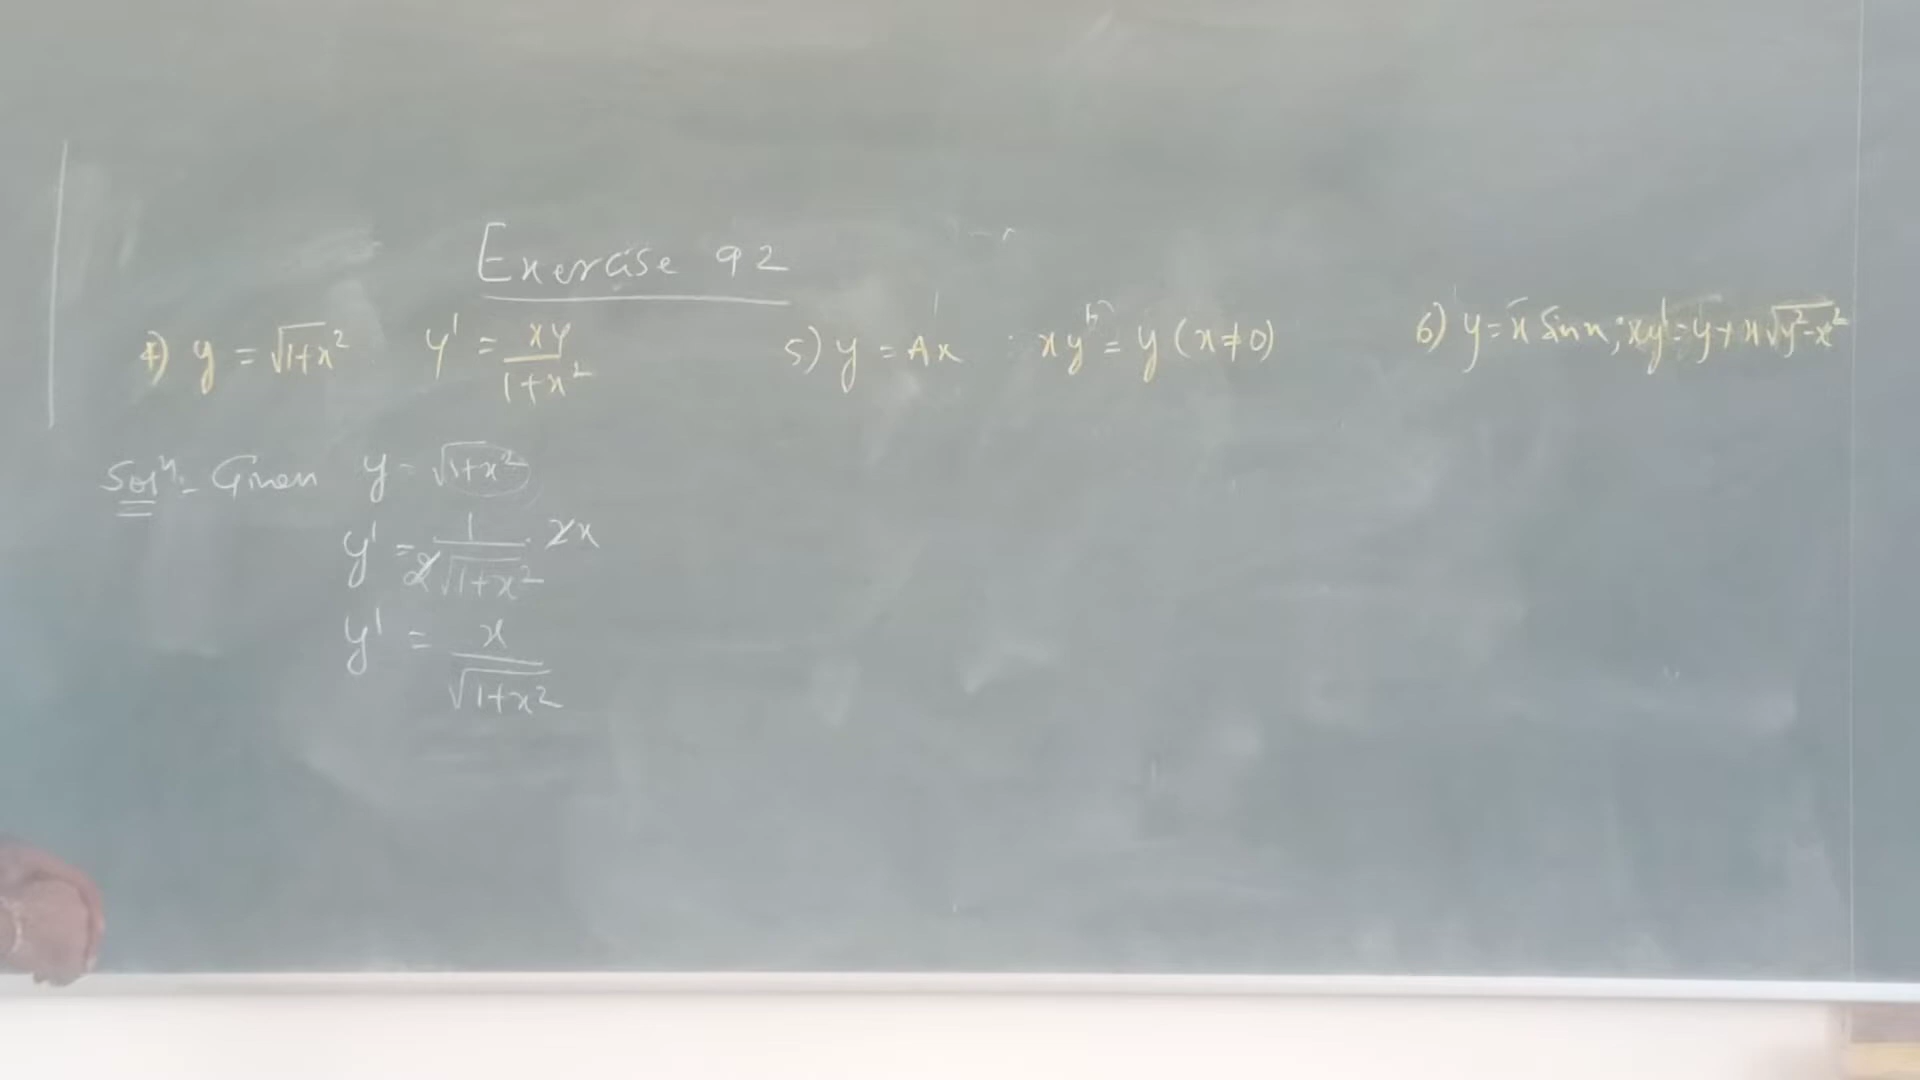 Exercise 92
4) y = √1+x² y' = xy/1+x² 5) y = Ax xy' = y (x≠0) 6) y = x Sin x; xy' = y + x√y²-x²
Solⁿ- Given y = √1+x²
y' = 1/2√1+x² · 2x
y' = x/√1+x²